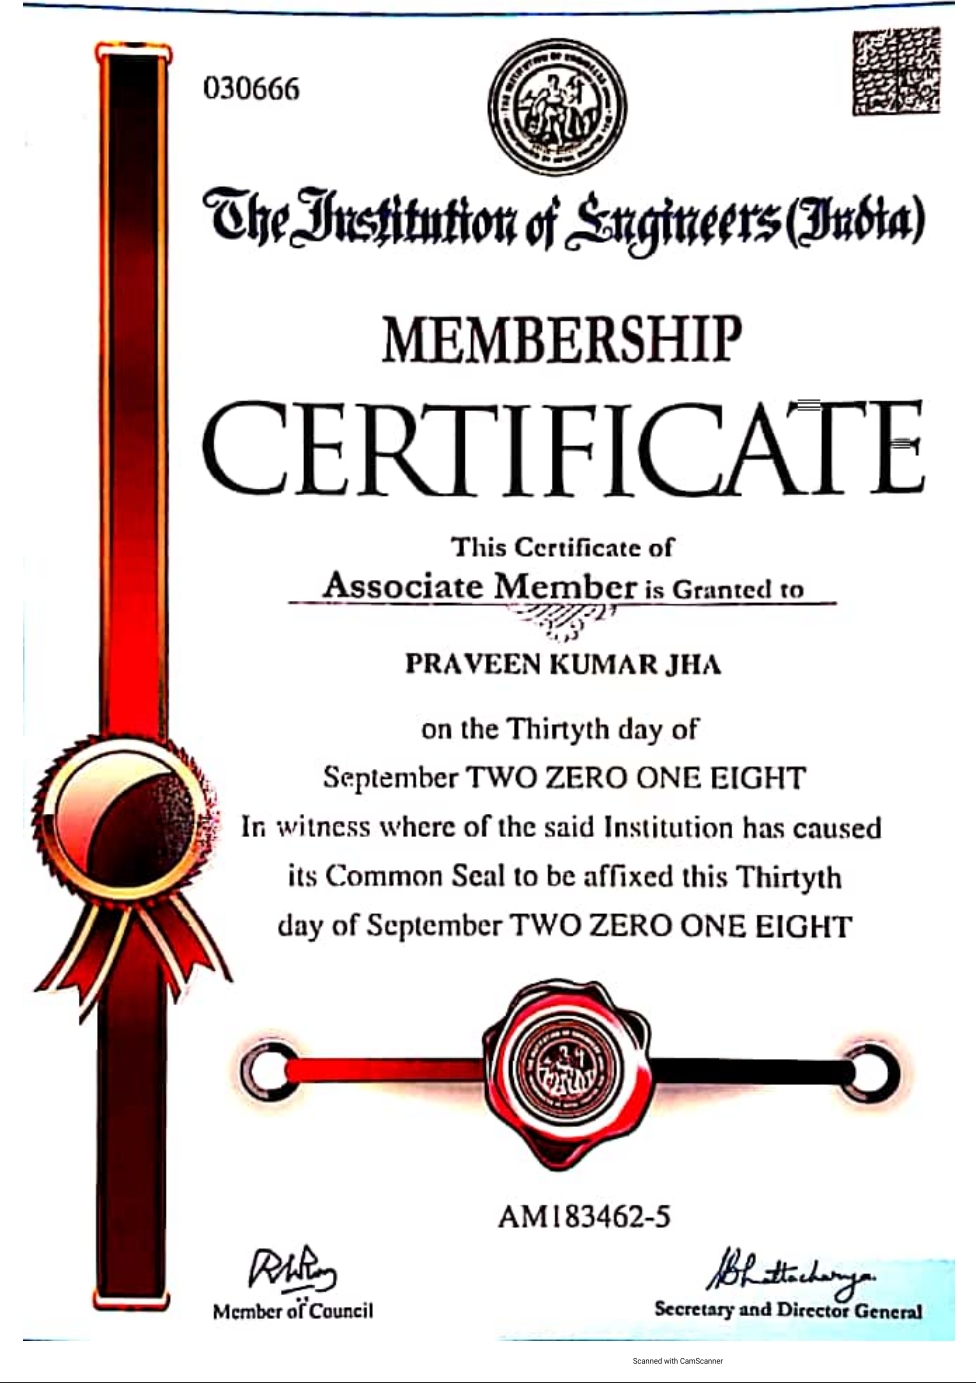 030666
The Institution of Engineers (India)
MEMBERSHIP
CERTIFICATE
This Certificate of
Associate Member is Granted to
PRAVEEN KUMAR JHA
on the Thirtyth day of
September TWO ZERO ONE EIGHT
In witness where of the said Institution has caused
its Common Seal to be affixed this Thirtyth
day of September TWO ZERO ONE EIGHT
AM183462-5
Bhattacharya
Member of Council
Secretary and Director General
Scanned with CamScanner